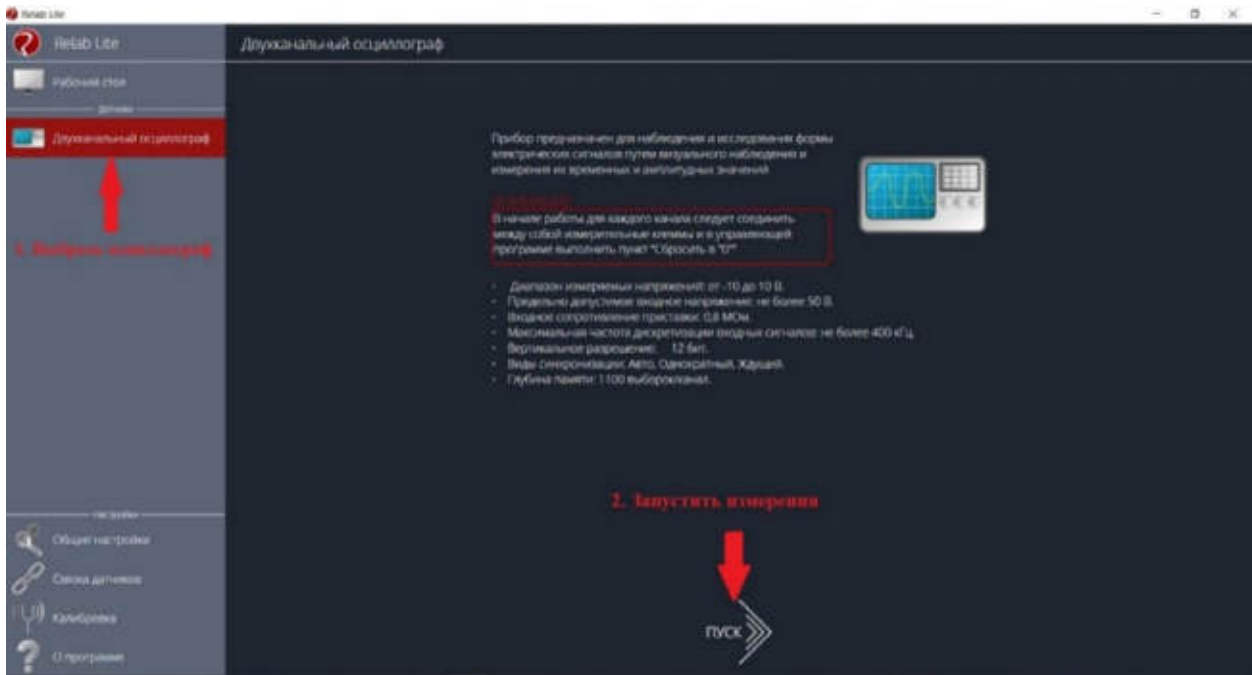 Relab Lite
Relab Lite
Двухканальный осциллограф
Рабочий стол
Датчики
Двухканальный осциллограф
1. Выбрать осциллограф
Прибор предназначен для наблюдения и исследования формы
электрических сигналов путем визуального наблюдения и
измерения их временных и амплитудных значений
В начале работы для каждого канала следует соединить
между собой измерительные клеммы и в управляющей
программе выполнить пункт "Сбросить в "0""
- Диапазон измеряемых напряжений: от -10 до 10 В.
- Предельно допустимое входное напряжение: не более 50 В.
- Входное сопротивление приставки: 0,8 МОм.
- Максимальная частота дискретизации входных сигналов: не более 400 кГц.
- Вертикальное разрешение: 12 бит.
- Виды синхронизации: Авто, Однократный, Ждущий.
- Глубина памяти: 1100 выборок/канал.
2. Запустить измерения
ПУСК
Настройки
Общие настройки
Связка датчиков
Калибровка
О программе